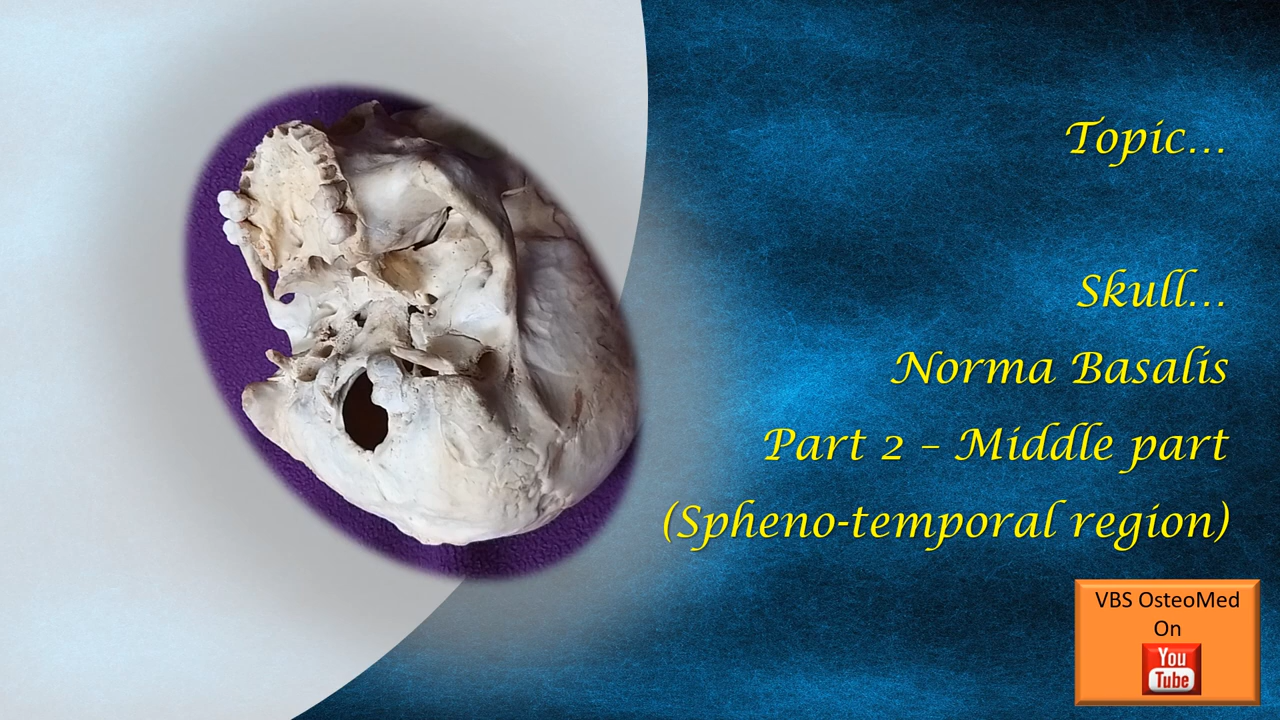 Topic...
Skull...
Norma Basalis
Part 2 – Middle part
(Spheno-temporal region)
VBS OsteoMed
On
You
Tube